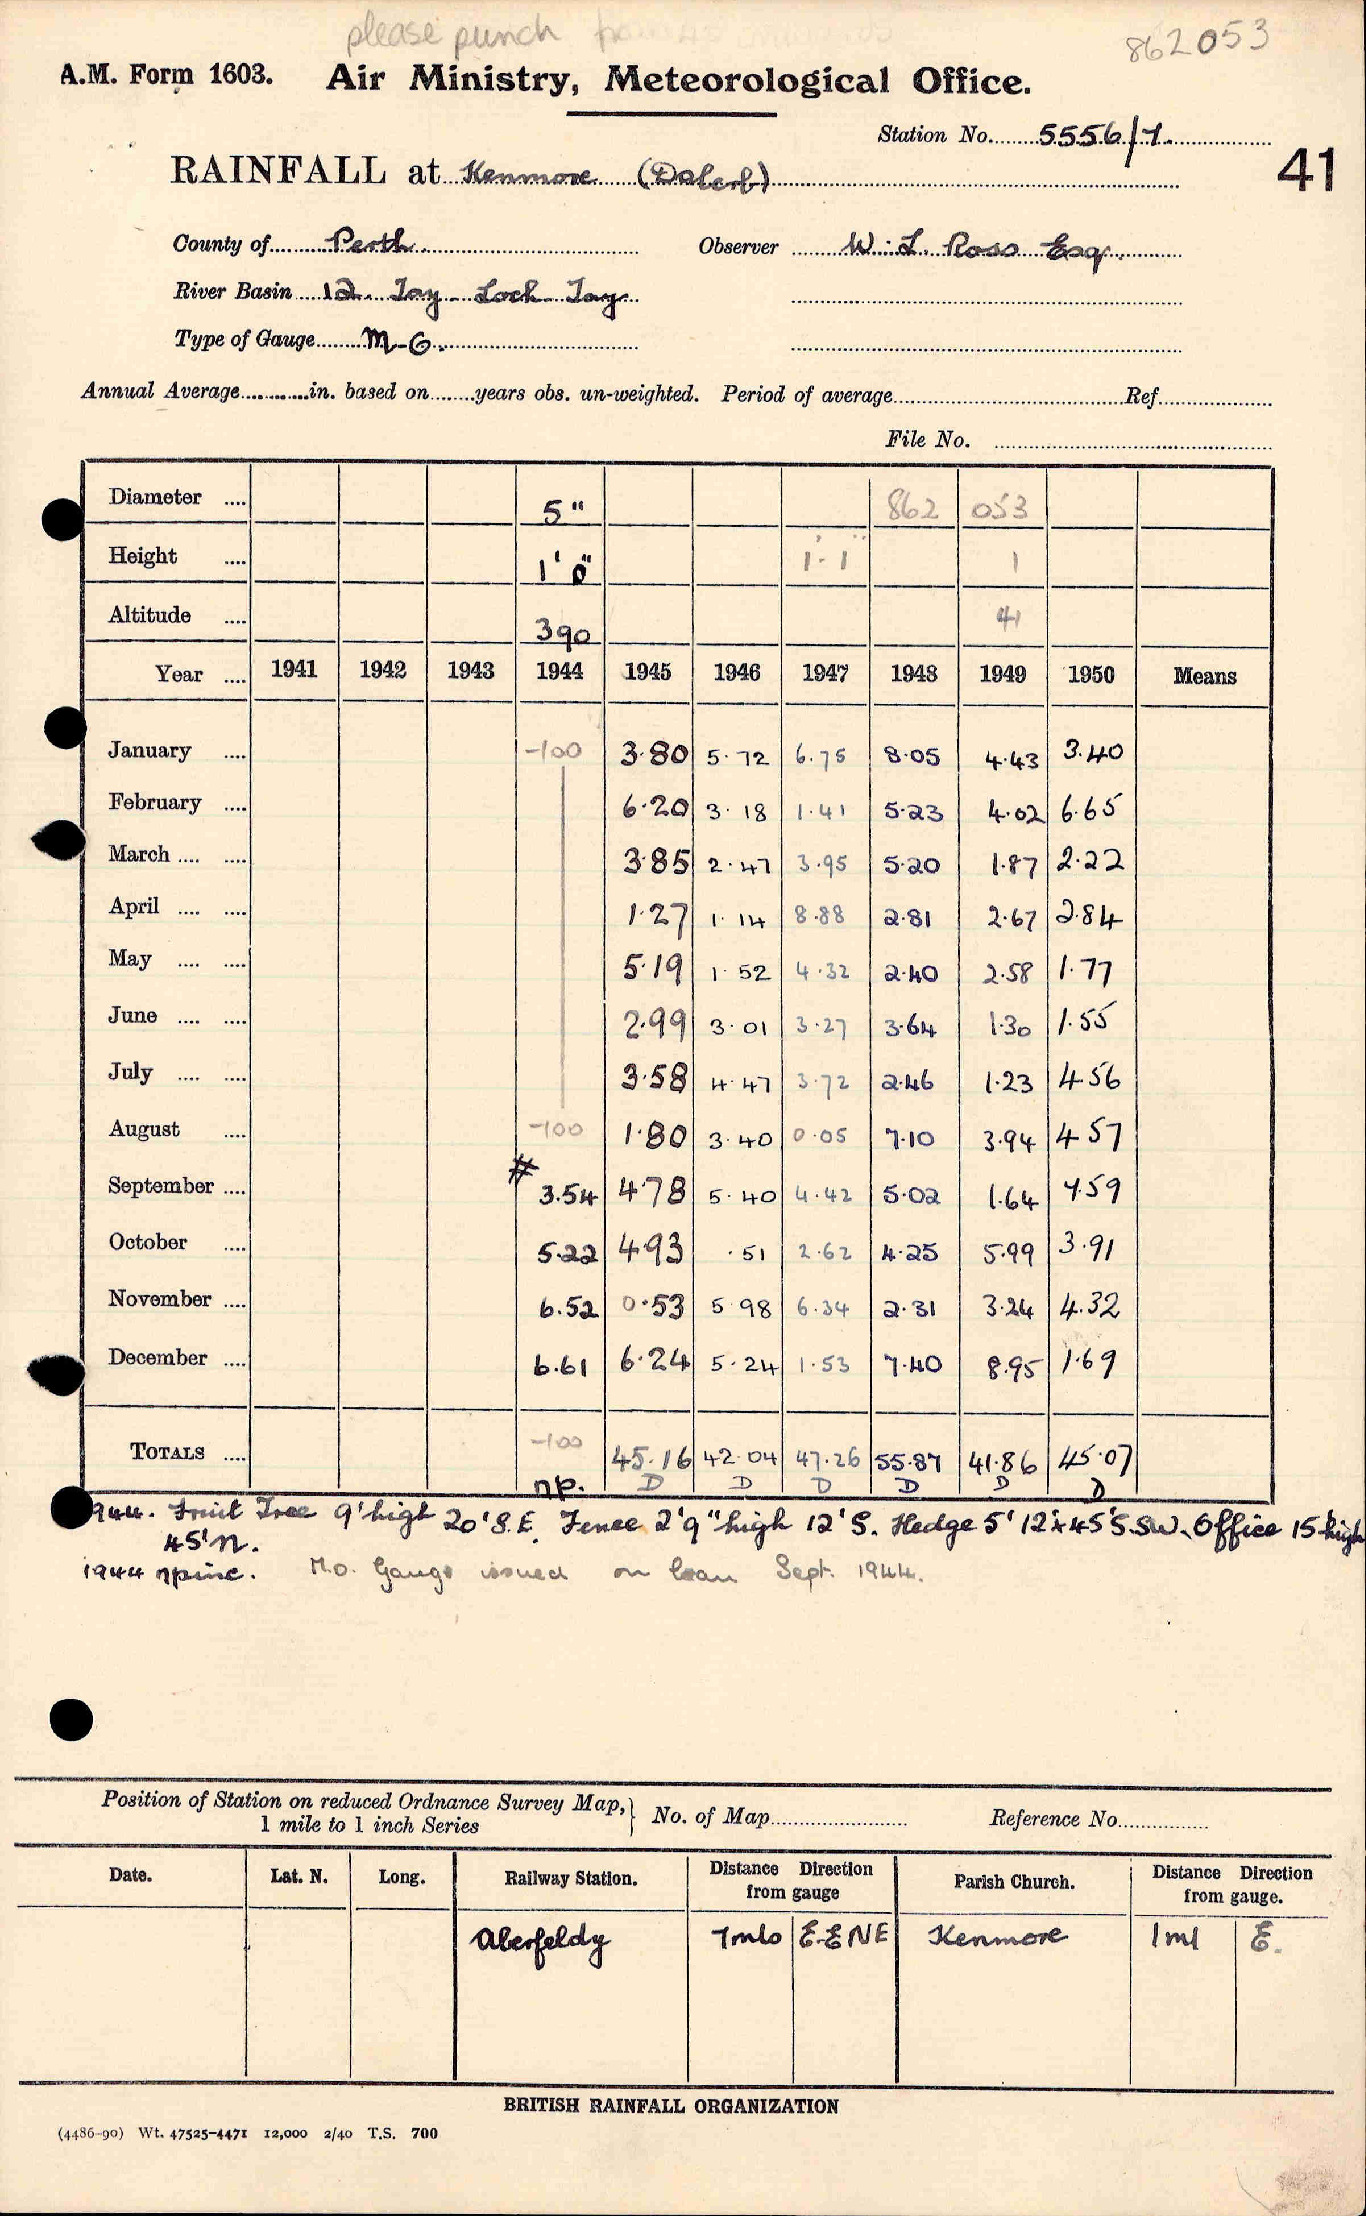 please punch
862053
A.M. Form 1603. Air Ministry, Meteorological Office.
Station No. 5556/7.
41
RAINFALL at Kenmore (Dalerb)
County of Perth Observer W. L. Ross Esq.
River Basin 12. Tay - Loch Tay
Type of Gauge M-O.
Annual Average in. based on years obs. un-weighted. Period of average Ref.
File No.
Diameter 5" 862 053
Height 1' 0" 1'-1" 1
Altitude 390 41
Year 1941 1942 1943 1944 1945 1946 1947 1948 1949 1950 Means
January -100 3.80 5.72 6.75 8.05 4.43 3.40
February 6.20 3.18 1.41 5.23 4.02 6.65
March 3.85 2.47 3.95 5.20 1.87 2.22
April 1.27 1.14 8.88 2.81 2.67 2.84
May 5.19 1.52 4.32 2.40 2.58 1.77
June 2.99 3.01 3.27 3.64 1.30 1.55
July 3.58 4.47 3.72 2.46 1.23 4.56
August -100 1.80 3.40 0.05 7.10 3.94 4.57
September # 3.54 4.78 5.40 4.42 5.02 1.64 7.59
October 5.22 4.93 .51 2.62 4.25 5.99 3.91
November 6.52 0.53 5.98 6.34 2.31 3.24 4.32
December 6.61 6.24 5.24 1.53 7.40 8.95 1.69
TOTALS -100 45.16 42.04 47.26 55.87 41.86 45.07
np. D D D D D D
1944. Fruit Tree 9' high 20' S.E. Fence 2'9" high 12' S. Hedge 5' 12' x 45' S.SW. Office 15' high
45' N.
1944 np inc. M.O. Gauge issued on loan Sept. 1944.
Position of Station on reduced Ordnance Survey Map,
1 mile to 1 inch Series } No. of Map Reference No.
Date. Lat. N. Long. Railway Station. Distance Direction from gauge Parish Church. Distance Direction from gauge.
Aberfeldy 7mls E-ENE Kenmore 1ml E.
BRITISH RAINFALL ORGANIZATION
(4486-90) Wt. 47525-4471 12,000 2/40 T.S. 700